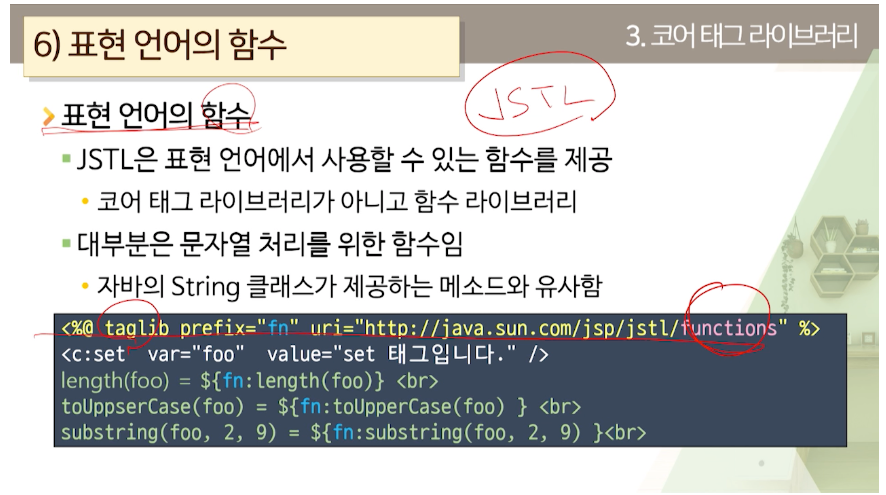 6) 표현 언어의 함수
3. 코어 태그 라이브러리
JSTL
표현 언어의 함수
JSTL은 표현 언어에서 사용할 수 있는 함수를 제공
코어 태그 라이브러리가 아니고 함수 라이브러리
대부분은 문자열 처리를 위한 함수임
자바의 String 클래스가 제공하는 메소드와 유사함
<%@ taglib prefix="fn" uri="http://java.sun.com/jsp/jstl/functions" %>
<c:set var="foo" value="set 태그입니다." />
length(foo) = ${fn:length(foo)} <br>
toUppserCase(foo) = ${fn:toUpperCase(foo) } <br>
substring(foo, 2, 9) = ${fn:substring(foo, 2, 9) }<br>